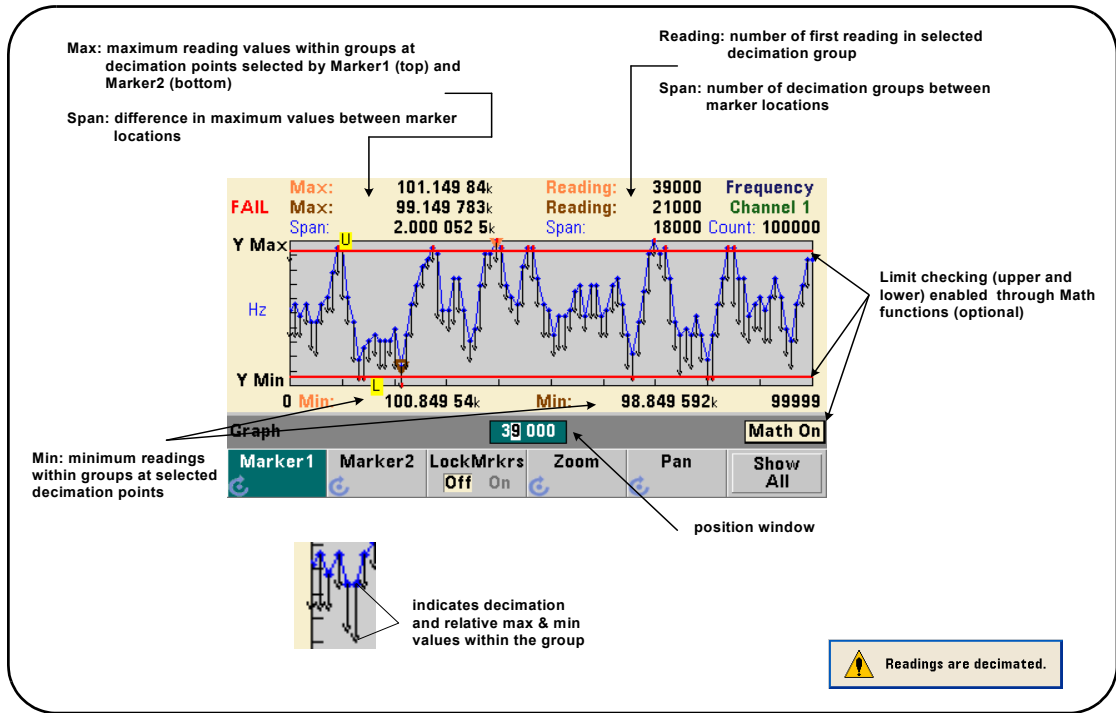 Max: maximum reading values within groups at
decimation points selected by Marker1 (top) and
Marker2 (bottom)
Span: difference in maximum values between marker
locations
Reading: number of first reading in selected
decimation group
Span: number of decimation groups between
marker locations
Max: 101.149 84k Reading: 39000 Frequency
FAIL Max: 99.149 783k Reading: 21000 Channel 1
Span: 2.000 052 5k Span: 18000 Count: 100000
Y Max
U
Hz
Y Min
L
0 Min: 100.849 54k Min: 98.849 592k 99999
Graph 39 000 Math On
Marker1 Marker2 LockMrkrs Zoom Pan Show
Off On All
Limit checking (upper and
lower) enabled through Math
functions (optional)
Min: minimum readings
within groups at selected
decimation points
position window
indicates decimation
and relative max & min
values within the group
Readings are decimated.